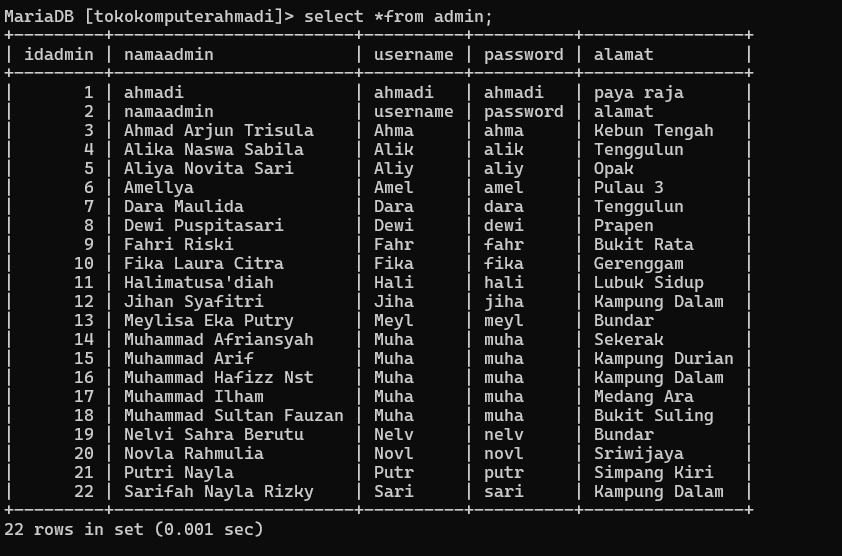 MariaDB [tokokomputerahmadi]> select *from admin;
+---------+------------------------+----------+----------+----------------+
| idadmin | namaadmin              | username | password | alamat         |
+---------+------------------------+----------+----------+----------------+
|       1 | ahmadi                 | ahmadi   | ahmadi   | paya raja      |
|       2 | namaadmin              | username | password | alamat         |
|       3 | Ahmad Arjun Trisula    | Ahma     | ahma     | Kebun Tengah   |
|       4 | Alika Naswa Sabila     | Alik     | alik     | Tenggulun      |
|       5 | Aliya Novita Sari      | Aliy     | aliy     | Opak           |
|       6 | Amellya                | Amel     | amel     | Pulau 3        |
|       7 | Dara Maulida           | Dara     | dara     | Tenggulun      |
|       8 | Dewi Puspitasari       | Dewi     | dewi     | Prapen         |
|       9 | Fahri Riski            | Fahr     | fahr     | Bukit Rata     |
|      10 | Fika Laura Citra       | Fika     | fika     | Gerenggam      |
|      11 | Halimatusa'diah        | Hali     | hali     | Lubuk Sidup    |
|      12 | Jihan Syafitri         | Jiha     | jiha     | Kampung Dalam  |
|      13 | Meylisa Eka Putry      | Meyl     | meyl     | Bundar         |
|      14 | Muhammad Afriansyah    | Muha     | muha     | Sekerak        |
|      15 | Muhammad Arif          | Muha     | muha     | Kampung Durian |
|      16 | Muhammad Hafizz Nst    | Muha     | muha     | Kampung Dalam  |
|      17 | Muhammad Ilham         | Muha     | muha     | Medang Ara     |
|      18 | Muhammad Sultan Fauzan | Muha     | muha     | Bukit Suling   |
|      19 | Nelvi Sahra Berutu     | Nelv     | nelv     | Bundar         |
|      20 | Novla Rahmulia         | Novl     | novl     | Sriwijaya      |
|      21 | Putri Nayla            | Putr     | putr     | Simpang Kiri   |
|      22 | Sarifah Nayla Rizky    | Sari     | sari     | Kampung Dalam  |
+---------+------------------------+----------+----------+----------------+
22 rows in set (0.001 sec)